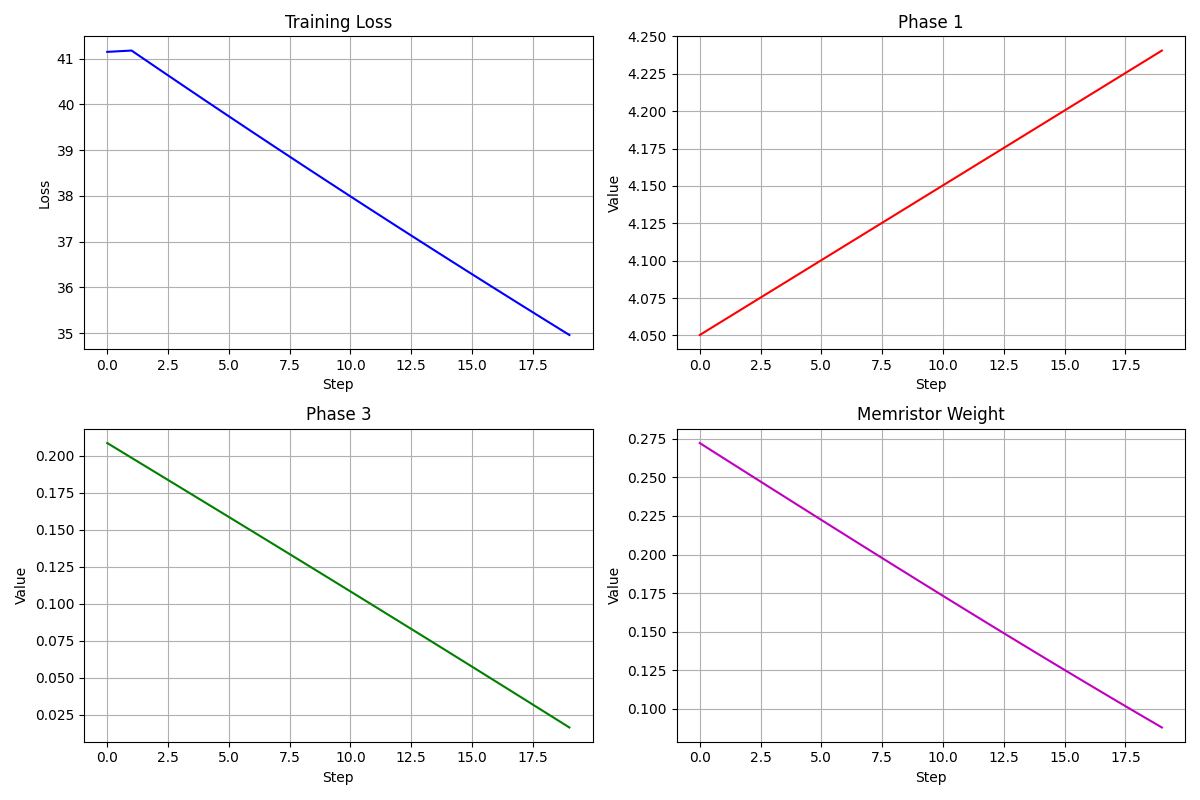 Training Loss
Loss
41
40
39
38
37
36
35
0.0 2.5 5.0 7.5 10.0 12.5 15.0 17.5
Step
Phase 1
Value
4.250
4.225
4.200
4.175
4.150
4.125
4.100
4.075
4.050
0.0 2.5 5.0 7.5 10.0 12.5 15.0 17.5
Step
Phase 3
Value
0.200
0.175
0.150
0.125
0.100
0.075
0.050
0.025
0.0 2.5 5.0 7.5 10.0 12.5 15.0 17.5
Step
Memristor Weight
Value
0.275
0.250
0.225
0.200
0.175
0.150
0.125
0.100
0.0 2.5 5.0 7.5 10.0 12.5 15.0 17.5
Step